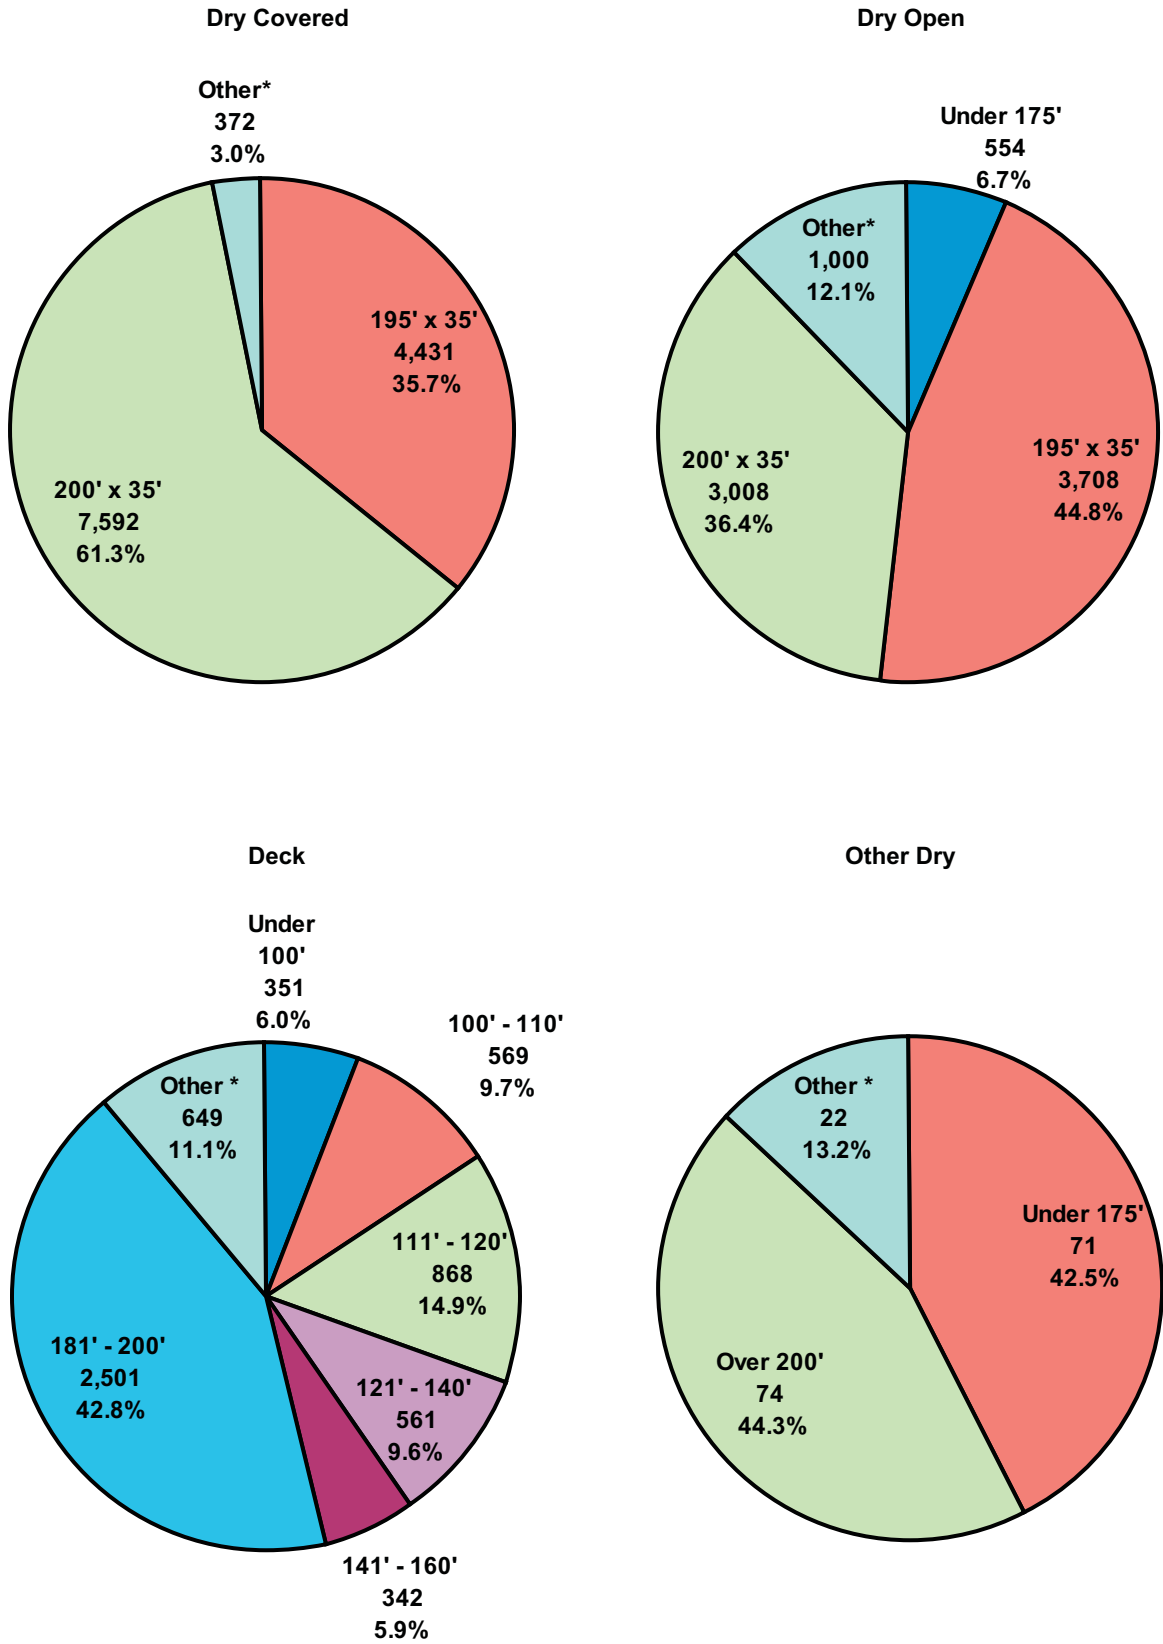 Dry Covered
Other*
372
3.0%
195' x 35'
4,431
35.7%
200' x 35'
7,592
61.3%
Dry Open
Under 175'
554
6.7%
Other*
1,000
12.1%
195' x 35'
3,708
44.8%
200' x 35'
3,008
36.4%
Deck
Under
100'
351
6.0%
100' - 110'
569
9.7%
Other *
649
11.1%
111' - 120'
868
14.9%
181' - 200'
2,501
42.8%
121' - 140'
561
9.6%
141' - 160'
342
5.9%
Other Dry
Other *
22
13.2%
Under 175'
71
42.5%
Over 200'
74
44.3%